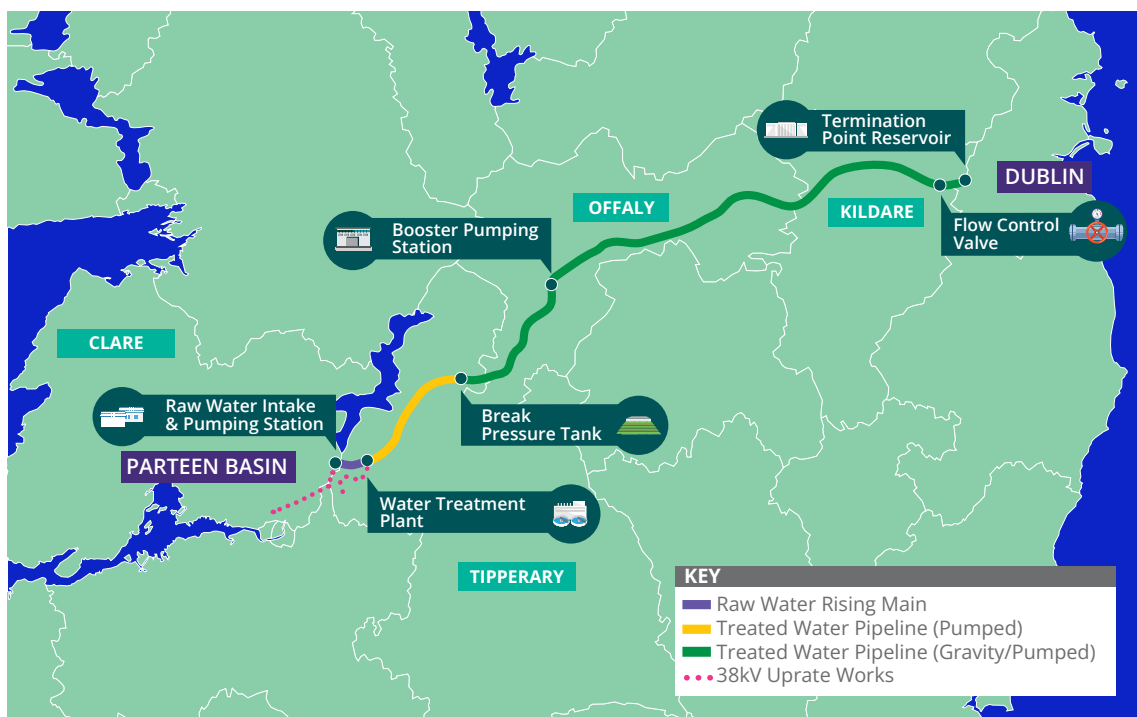 Termination
Point Reservoir
DUBLIN
OFFALY
KILDARE
Booster Pumping
Station
Flow Control
Valve
CLARE
Raw Water Intake
& Pumping Station
Break
Pressure Tank
PARTEEN BASIN
Water Treatment
Plant
TIPPERARY
KEY
Raw Water Rising Main
Treated Water Pipeline (Pumped)
Treated Water Pipeline (Gravity/Pumped)
38kV Uprate Works